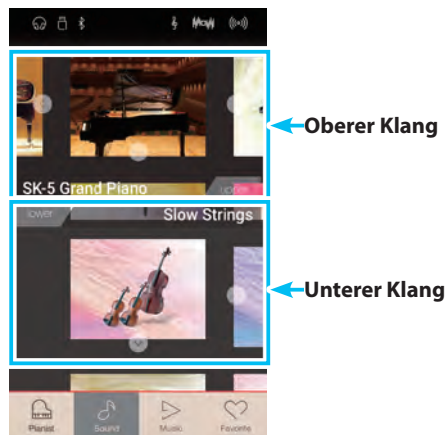 Oberer Klang
SK-5 Grand Piano
upper
lower
Slow Strings
Unterer Klang
Pianist
Sound
Music
Favorite